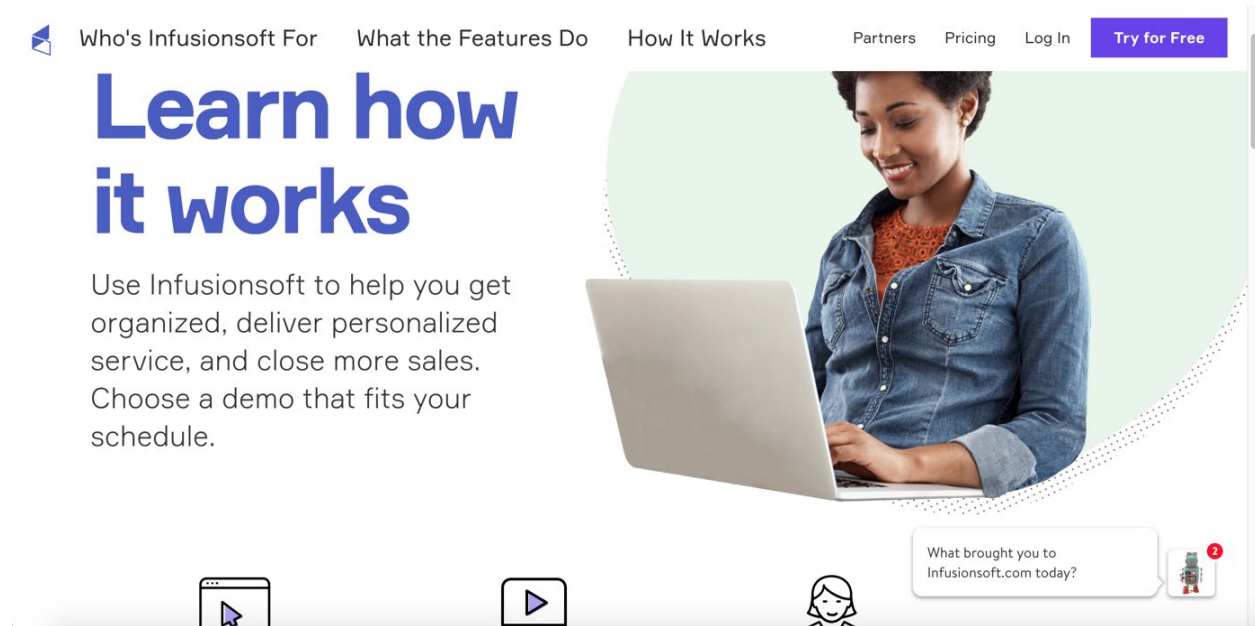 Who's Infusionsoft For
What the Features Do
How It Works
Partners
Pricing
Log In
Try for Free
Learn how
it works
Use Infusionsoft to help you get
organized, deliver personalized
service, and close more sales.
Choose a demo that fits your
schedule.
What brought you to
Infusionsoft.com today?
2